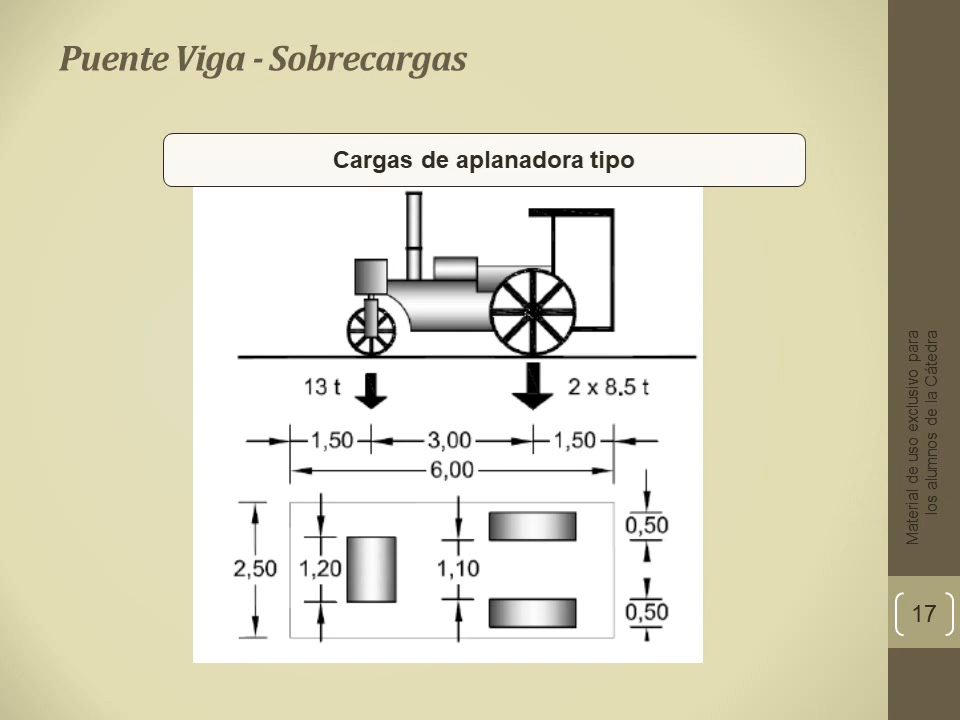 Puente Viga - Sobrecargas
Cargas de aplanadora tipo
13 t
2 x 8.5 t
1,50
3,00
1,50
6,00
2,50
1,20
1,10
0,50
0,50
Material de uso exclusivo para
los alumnos de la Cátedra
17